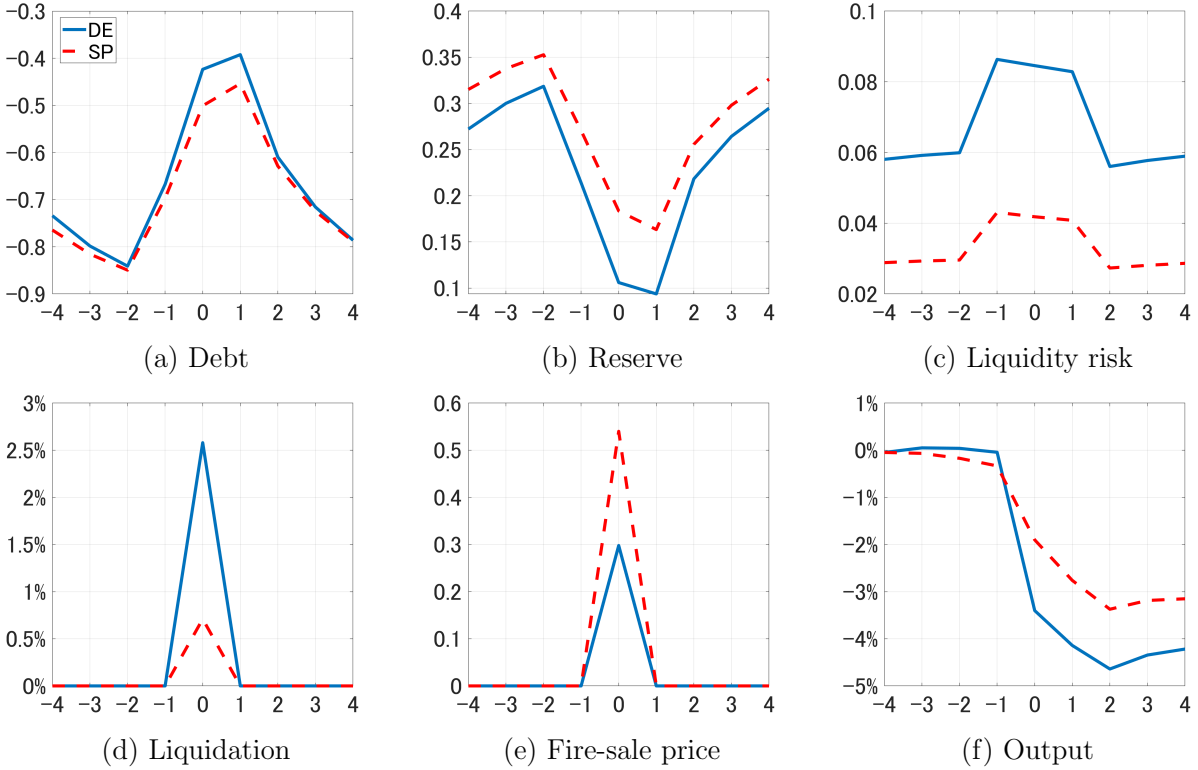 −0.3
−0.4
−0.5
−0.6
−0.7
−0.8
−0.9
DE
SP
−4 −3 −2 −1 0 1 2 3 4
(a) Debt
0.4
0.35
0.3
0.25
0.2
0.15
0.1
−4 −3 −2 −1 0 1 2 3 4
(b) Reserve
0.1
0.08
0.06
0.04
0.02
−4 −3 −2 −1 0 1 2 3 4
(c) Liquidity risk
3%
2.5%
2%
1.5%
1%
0.5%
0%
−4 −3 −2 −1 0 1 2 3 4
(d) Liquidation
0.6
0.5
0.4
0.3
0.2
0.1
0
−4 −3 −2 −1 0 1 2 3 4
(e) Fire-sale price
1%
0%
−1%
−2%
−3%
−4%
−5%
−4 −3 −2 −1 0 1 2 3 4
(f) Output